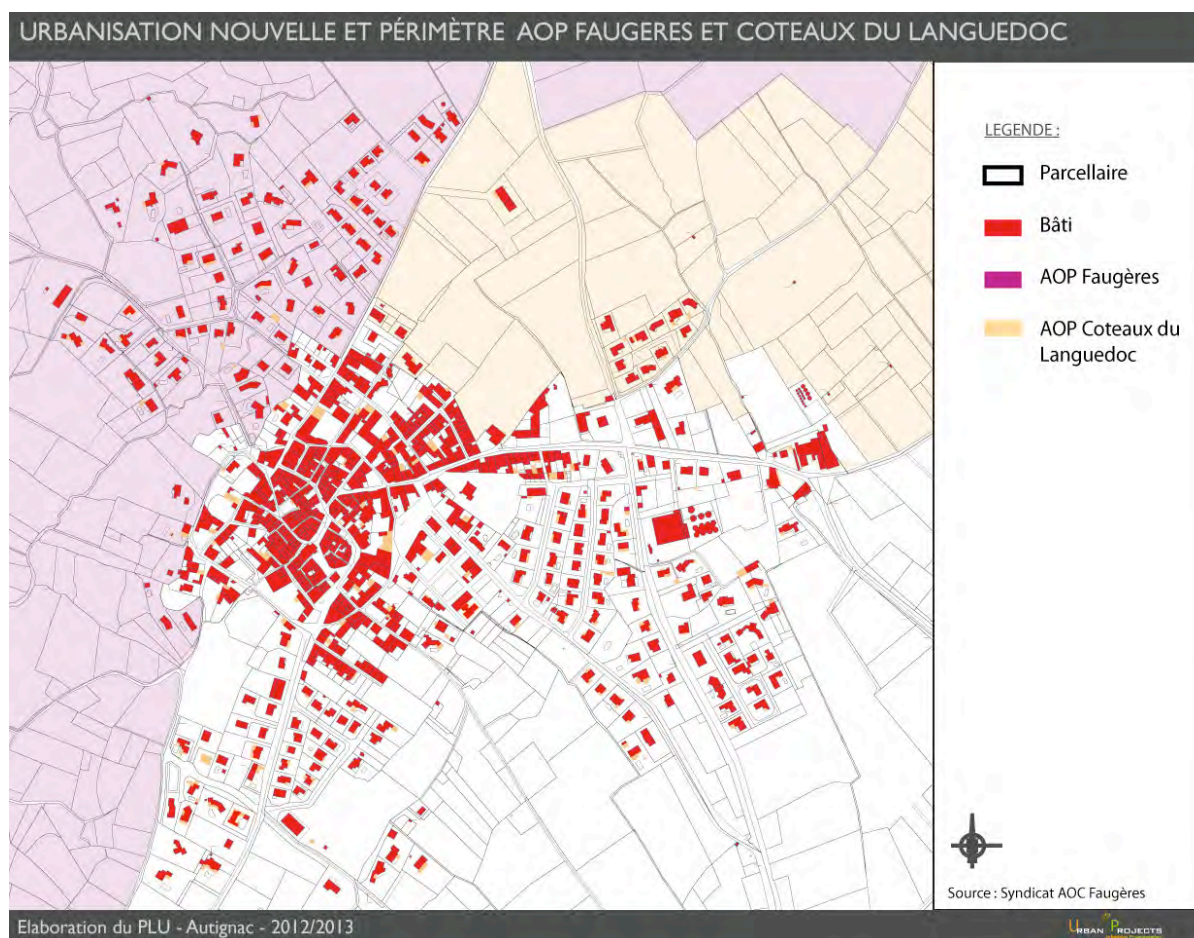 URBANISATION NOUVELLE ET PÉRIMÈTRE AOP FAUGERES ET COTEAUX DU LANGUEDOC
LEGENDE :
Parcellaire
Bâti
AOP Faugères
AOP Coteaux du
Languedoc
Source : Syndicat AOC Faugères
Elaboration du PLU - Autignac - 2012/2013
URBAN PROJECTS